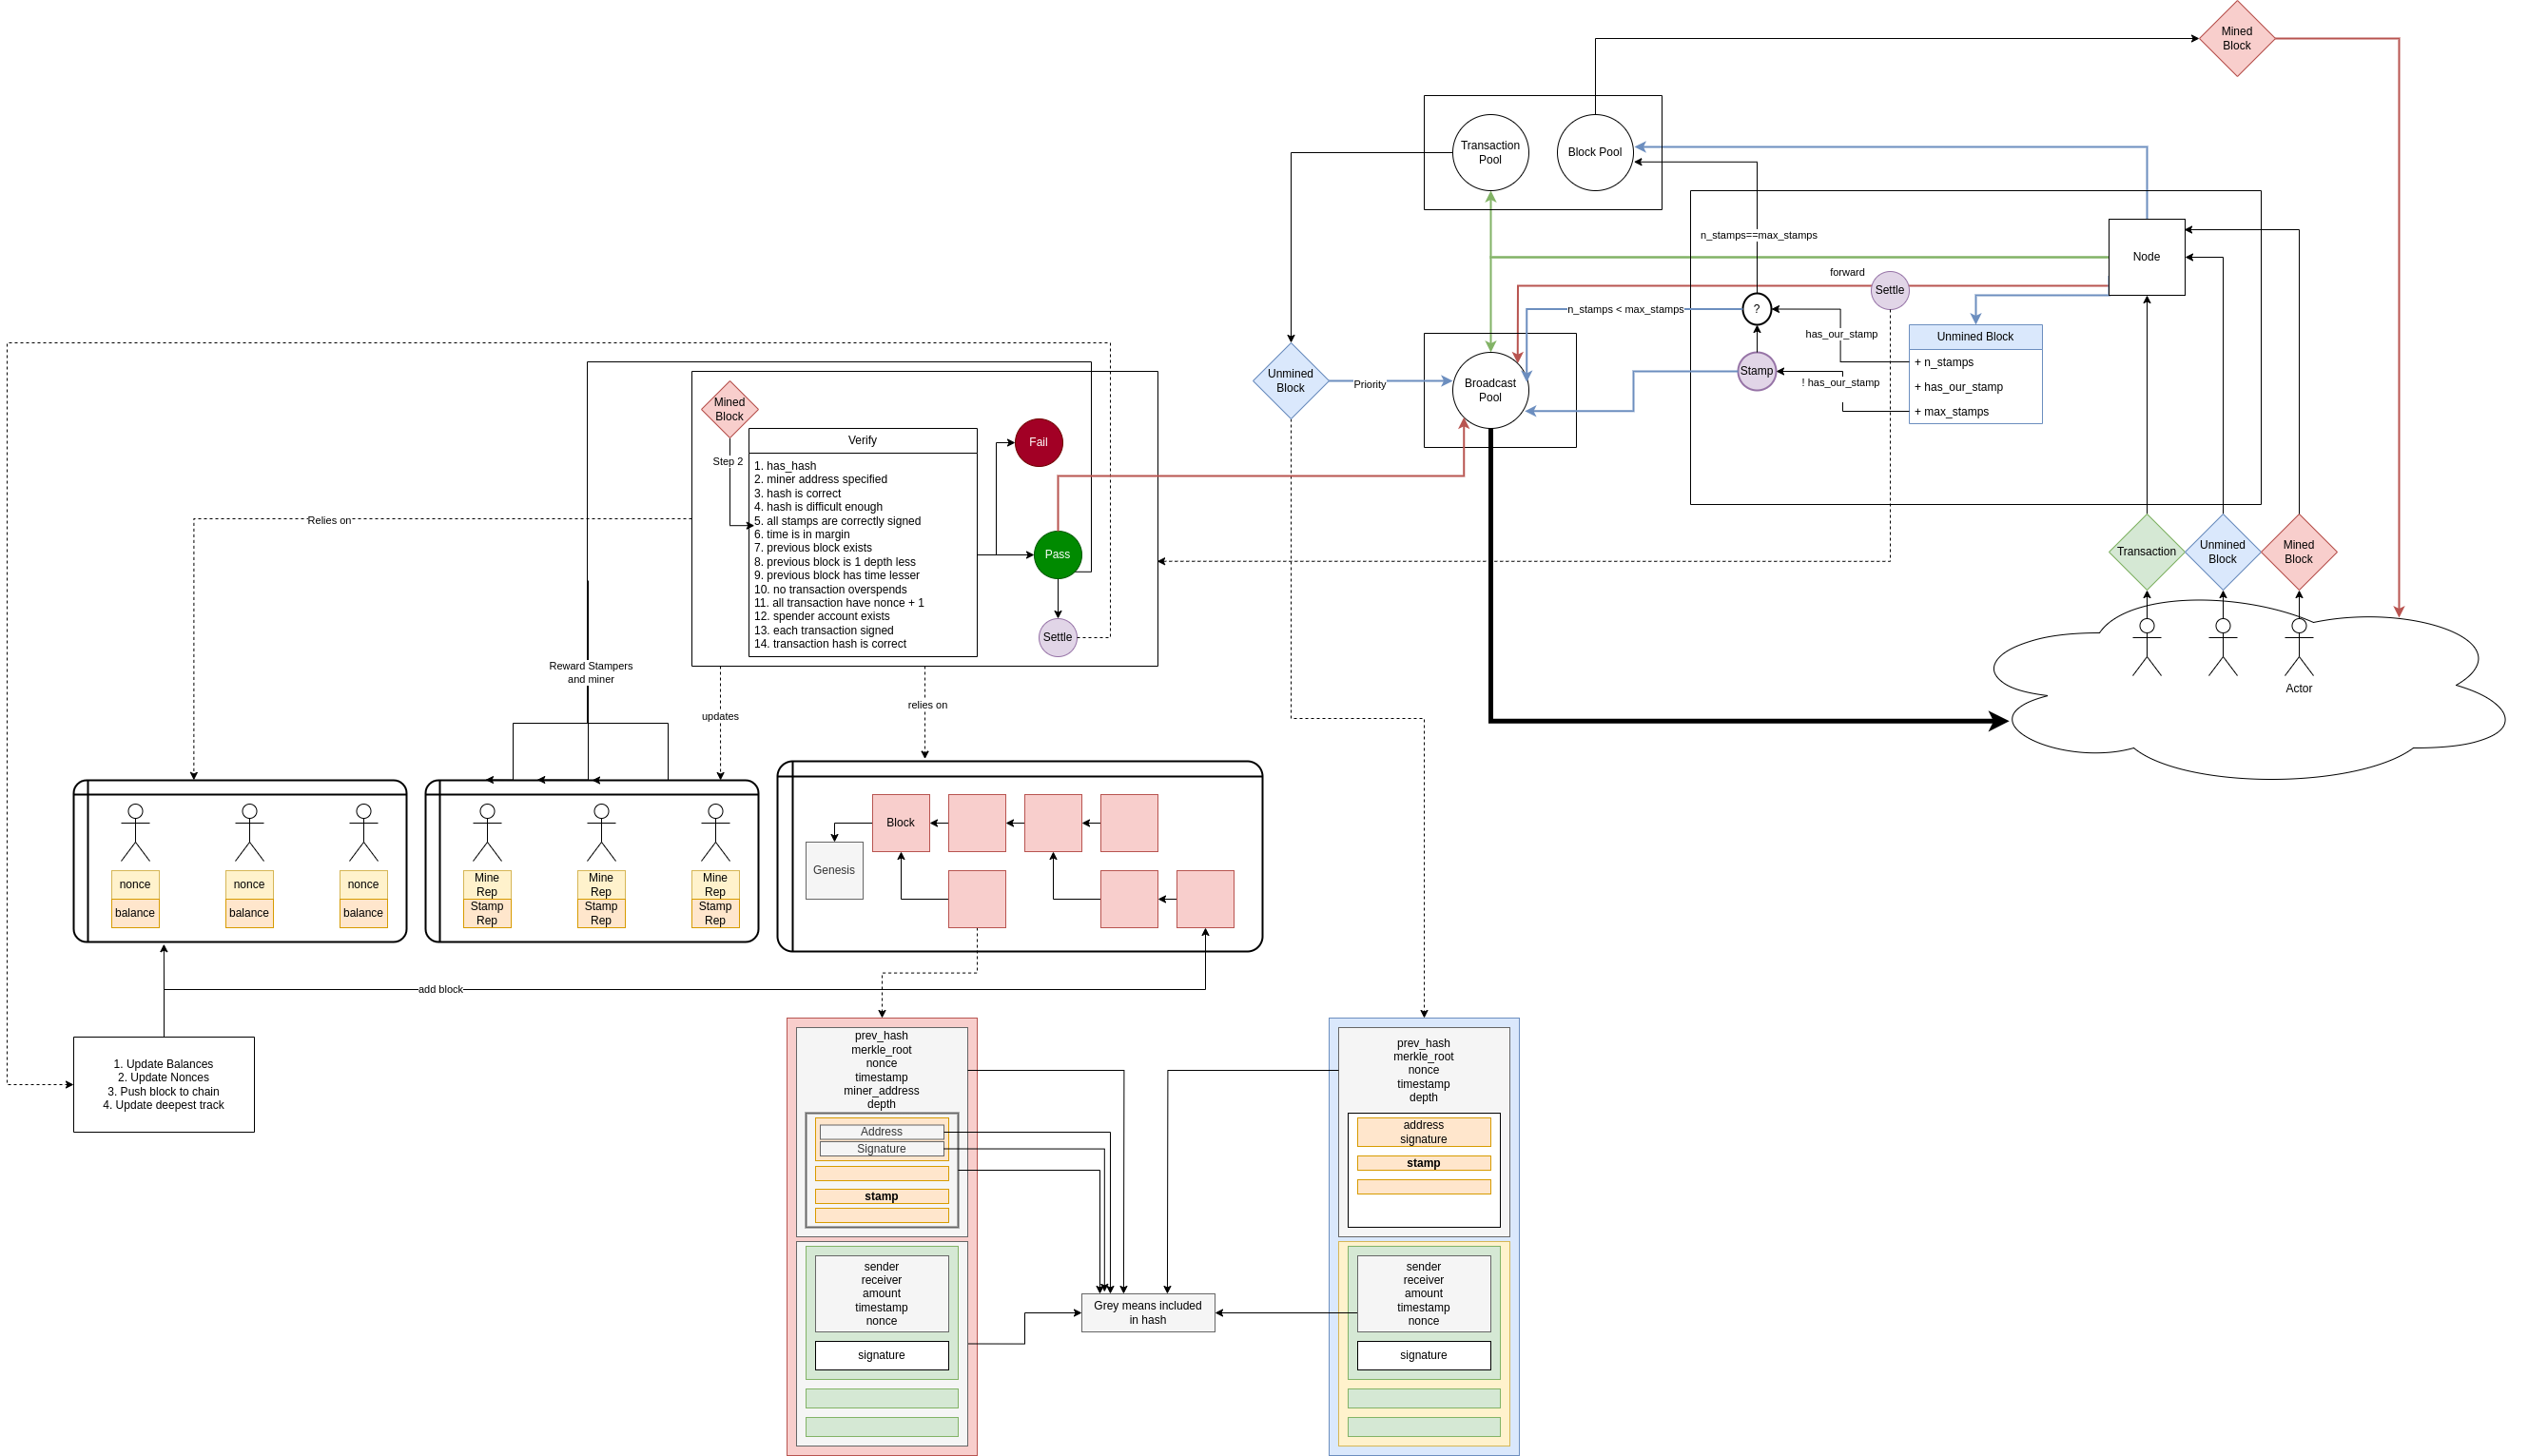 Mined
Block
Transaction
Pool
Block Pool
n_stamps==max_stamps
Node
forward
Settle
?
n_stamps < max_stamps
has_our_stamp
Unmined Block
+ n_stamps
+ has_our_stamp
+ max_stamps
Stamp
! has_our_stamp
Unmined
Block
Priority
Broadcast
Pool
Mined
Block
Step 2
Verify
1. has_hash
2. miner address specified
3. hash is correct
4. hash is difficult enough
5. all stamps are correctly signed
6. time is in margin
7. previous block exists
8. previous block is 1 depth less
9. previous block has time lesser
10. no transaction overspends
11. all transaction have nonce + 1
12. spender account exists
13. each transaction signed
14. transaction hash is correct
Fail
Pass
Settle
Relies on
Transaction
Unmined
Block
Mined
Block
Actor
Reward Stampers
and miner
updates
relies on
nonce
balance
nonce
balance
nonce
balance
Mine
Rep
Stamp
Rep
Mine
Rep
Stamp
Rep
Mine
Rep
Stamp
Rep
Block
Genesis
add block
1. Update Balances
2. Update Nonces
3. Push block to chain
4. Update deepest track
prev_hash
merkle_root
nonce
timestamp
miner_address
depth
Address
Signature
stamp
sender
receiver
amount
timestamp
nonce
signature
Grey means included
in hash
prev_hash
merkle_root
nonce
timestamp
depth
address
signature
stamp
sender
receiver
amount
timestamp
nonce
signature